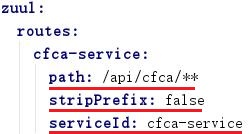 zuul:
  routes:
    cfca-service:
      path: /api/cfca/**
      stripPrefix: false
      serviceId: cfca-service